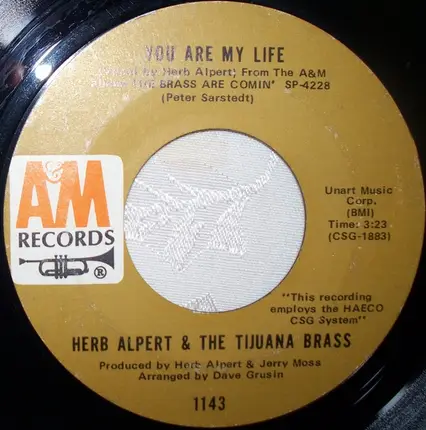 YOU ARE MY LIFE
by Herb Alpert) From The A&M
THE BRASS ARE COMIN' SP-4228
(Peter Sarstedt)
A&M
RECORDS
®
Unart Music
Corp.
(BMI)
Time: 3:23
(CSG-1883)
"This recording
employs the HAECO
CSG System"
HERB ALPERT & THE TIJUANA BRASS
Produced by Herb Alpert & Jerry Moss
Arranged by Dave Grusin
1143